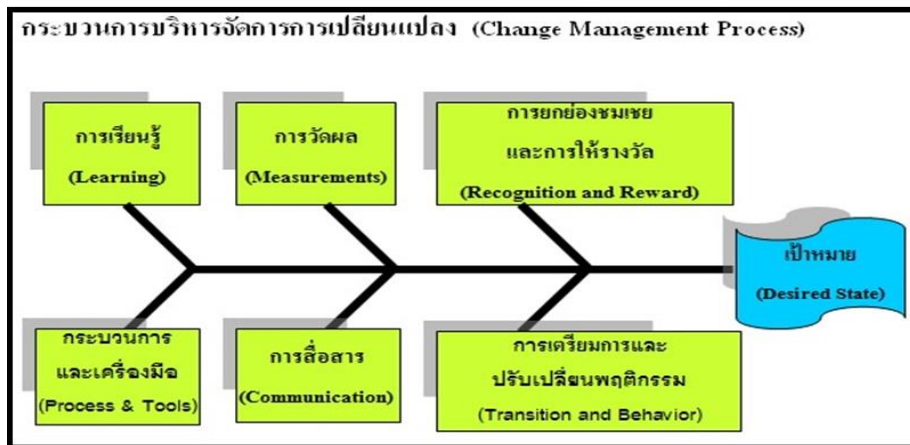 กระบวนการบริหารจัดการการเปลี่ยนแปลง (Change Management Process)
การเรียนรู้
(Learning)
การวัดผล
(Measurements)
การยกย่องชมเชย
และการให้รางวัล
(Recognition and Reward)
เป้าหมาย
(Desired State)
กระบวนการ
และเครื่องมือ
(Process & Tools)
การสื่อสาร
(Communication)
การเตรียมการและ
ปรับเปลี่ยนพฤติกรรม
(Transition and Behavior)